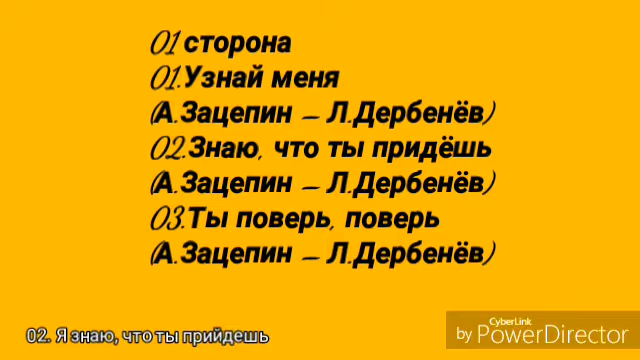 01 сторона
01.Узнай меня
(А.Зацепин – Л.Дербенёв)
02.Знаю, что ты придёшь
(А.Зацепин – Л.Дербенёв)
03.Ты поверь, поверь
(А.Зацепин – Л.Дербенёв)
02. Я знаю, что ты прийдешь
CyberLink
by PowerDirector